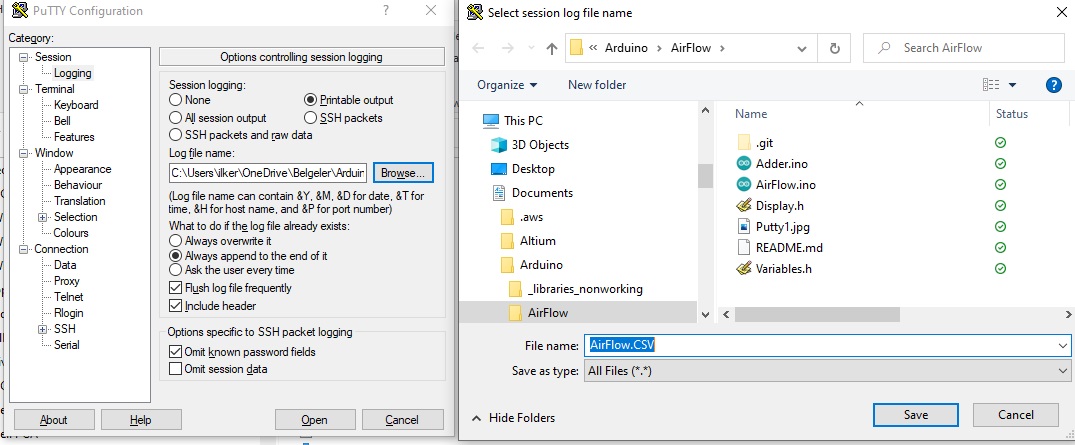 PuTTY Configuration
?
Category:
Session
Logging
Terminal
Keyboard
Bell
Features
Window
Appearance
Behaviour
Translation
Selection
Colours
Connection
Data
Proxy
Telnet
Rlogin
SSH
Serial
Options controlling session logging
Session logging:
None
Printable output
All session output
SSH packets
SSH packets and raw data
Log file name:
C:\Users\ilker\OneDrive\Belgeler\Arduin
Browse...
(Log file name can contain &Y, &M, &D for date, &T for
time, &H for host name, and &P for port number)
What to do if the log file already exists:
Always overwrite it
Always append to the end of it
Ask the user every time
Flush log file frequently
Include header
Options specific to SSH packet logging
Omit known password fields
Omit session data
About
Help
Open
Cancel
Select session log file name
« Arduino > AirFlow >
Search AirFlow
Organize
New folder
?
This PC
3D Objects
Desktop
Documents
.aws
Altium
Arduino
_libraries_nonworking
AirFlow
Name
Status
.git
Adder.ino
AirFlow.ino
Display.h
Putty1.jpg
README.md
Variables.h
File name:
AirFlow.CSV
Save as type:
All Files (*.*)
Hide Folders
Save
Cancel